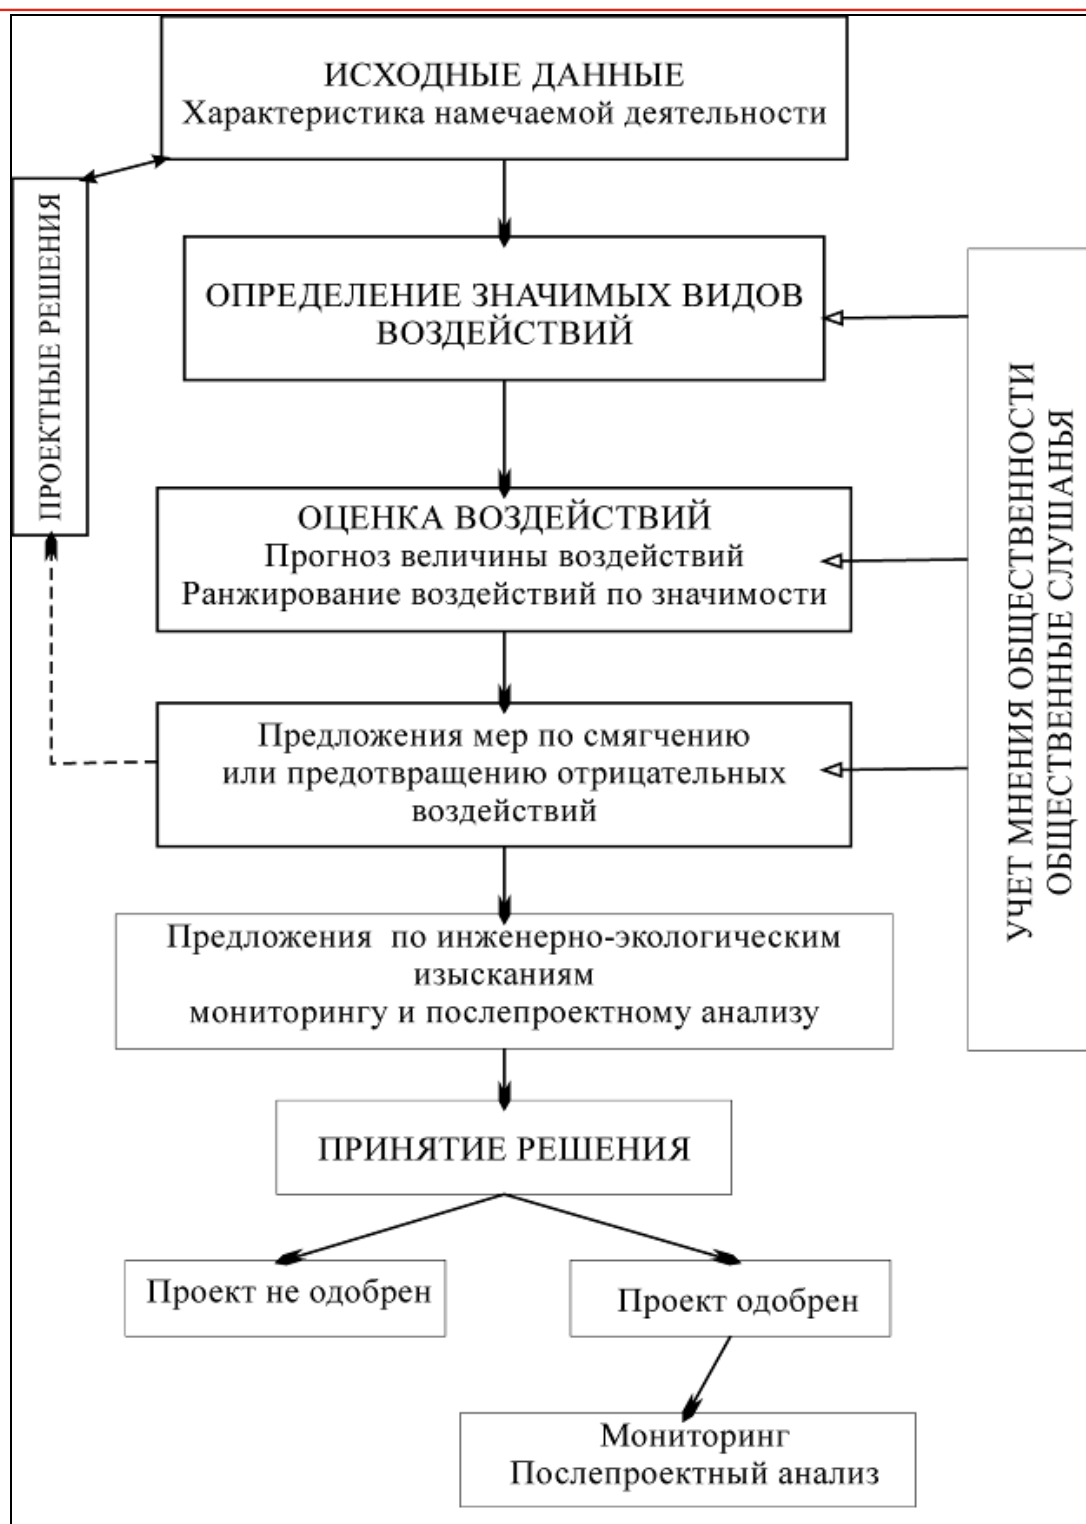 ИСХОДНЫЕ ДАННЫЕ
Характеристика намечаемой деятельности
ПРОЕКТНЫЕ РЕШЕНИЯ
ОПРЕДЕЛЕНИЕ ЗНАЧИМЫХ ВИДОВ
ВОЗДЕЙСТВИЙ
УЧЕТ МНЕНИЯ ОБЩЕСТВЕННОСТИ
ОБЩЕСТВЕННЫЕ СЛУШАНЬЯ
ОЦЕНКА ВОЗДЕЙСТВИЙ
Прогноз величины воздействий
Ранжирование воздействий по значимости
Предложения мер по смягчению
или предотвращению отрицательных
воздействий
Предложения по инженерно-экологическим
изысканиям
мониторингу и послепроектному анализу
ПРИНЯТИЕ РЕШЕНИЯ
Проект не одобрен
Проект одобрен
Мониторинг
Послепроектный анализ